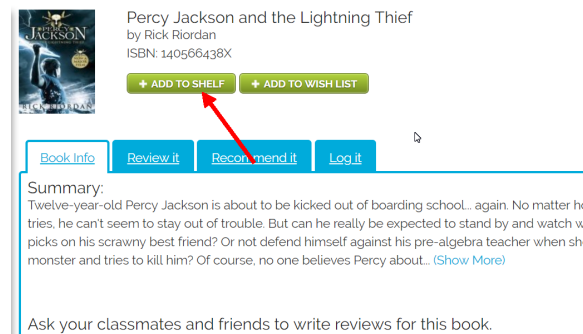 Percy Jackson and the Lightning Thief
by Rick Riordan
ISBN: 140566438X
PERCY
JACKSON
RICK RIORDAN
+ ADD TO SHELF
+ ADD TO WISH LIST
Book Info
Review it
Recommend it
Log it
Summary:
Twelve-year-old Percy Jackson is about to be kicked out of boarding school... again. No matter
tries, he can't seem to stay out of trouble. But can he really be expected to stand by and watch
picks on his scrawny best friend? Or not defend himself against his pre-algebra teacher when
monster and tries to kill him? Of course, no one believes Percy about... (Show More)
Ask your classmates and friends to write reviews for this book.